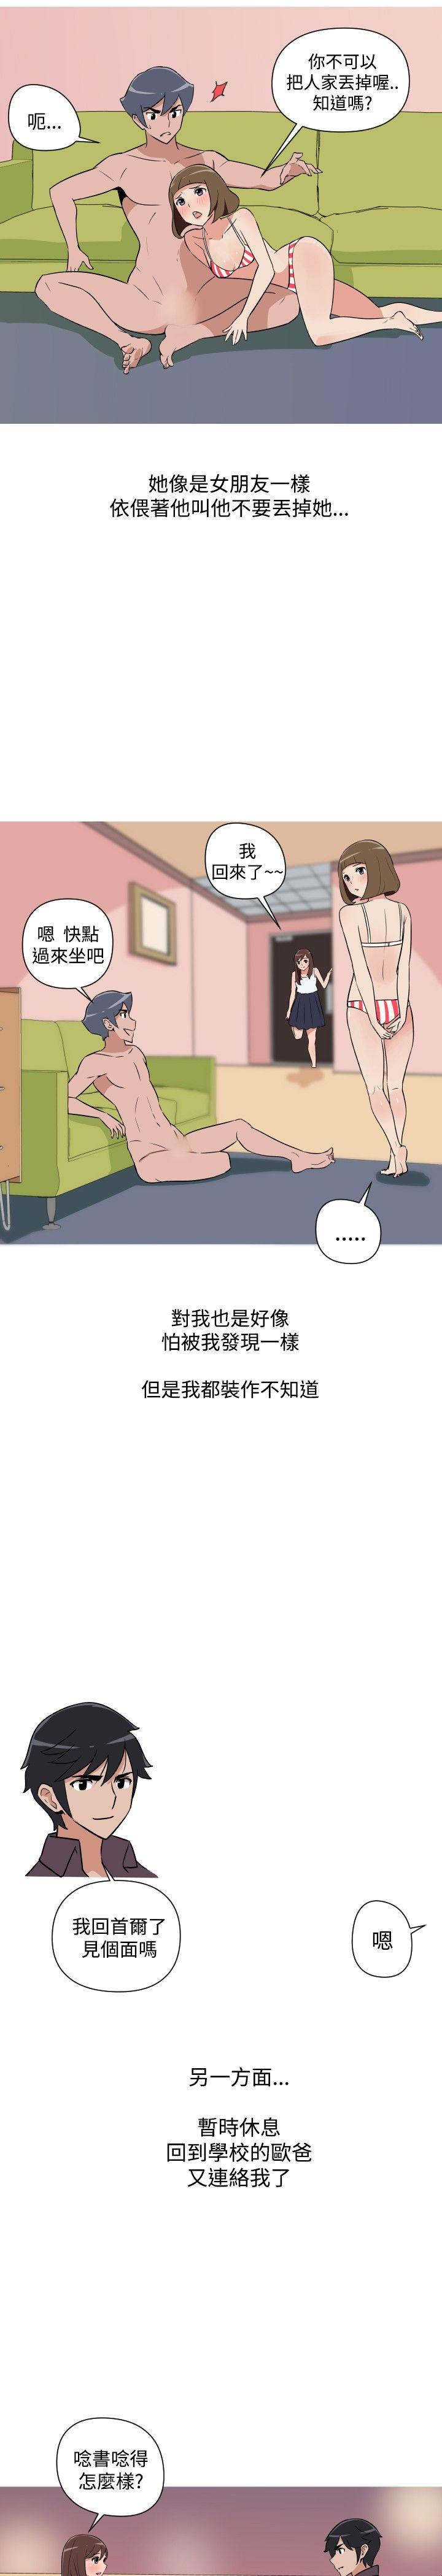 你不可以
把人家丟掉喔..
知道嗎?
呃...
她像是女朋友一樣
依偎著他叫他不要丟掉她...
我
回來了~~
嗯 快點
過來坐吧
.....
對我也是好像
怕被我發現一樣
但是我都裝作不知道
我回首爾了
見個面嗎
嗯
另一方面...
暫時休息
回到學校的歐爸
又連絡我了
唸書唸得
怎麼樣?